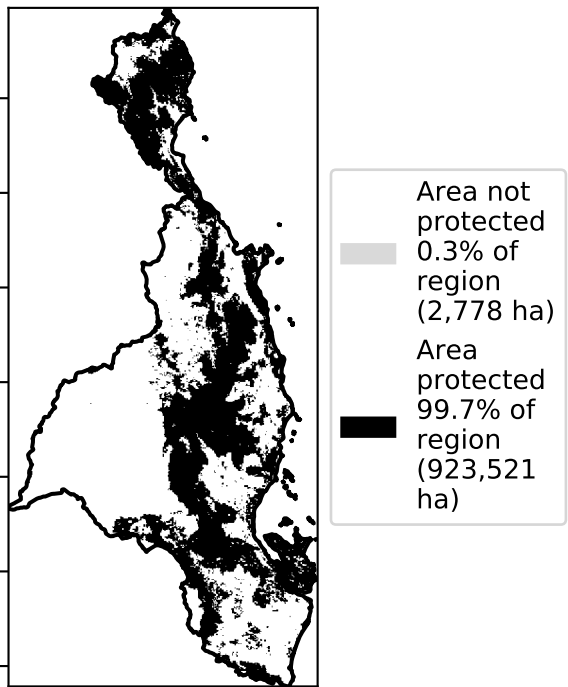 Area not
protected
0.3% of
region
(2,778 ha)
Area
protected
99.7% of
region
(923,521
ha)